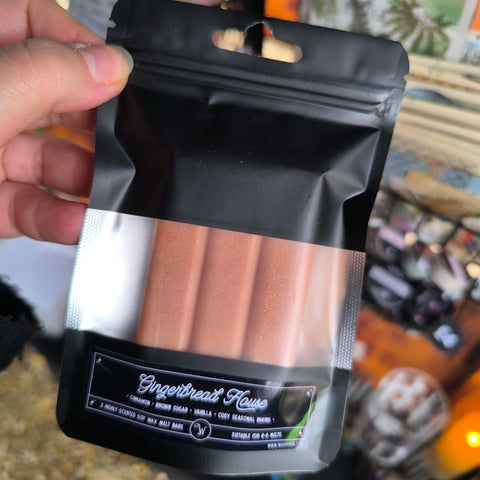 Gingerbread House
• CINNAMON • BROWN SUGAR • VANILLA • COSY SEASONAL BAKING •
3 HIGHLY-SCENTED SOY WAX MELT BARS
SUITABLE FOR 6-8 MELTS